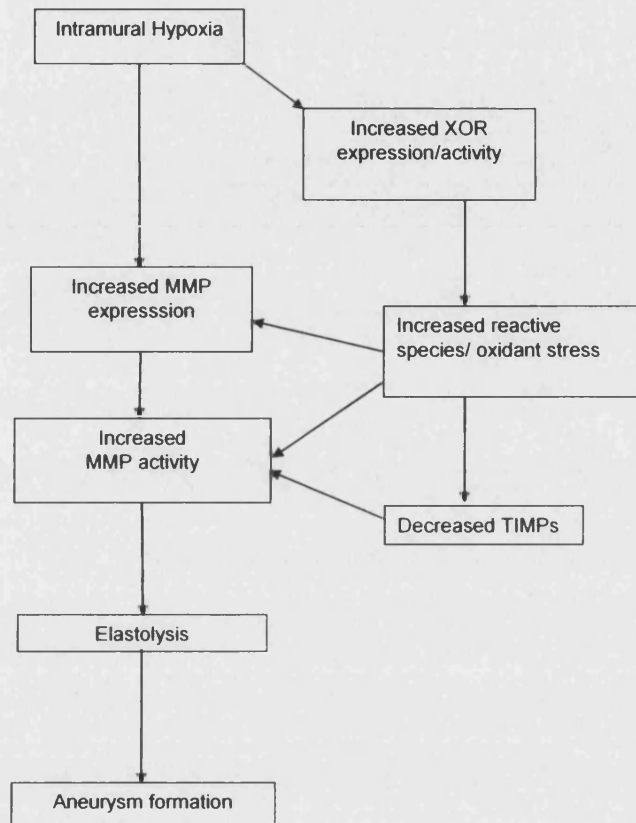 Intramural Hypoxia
Increased XOR
expression/activity
Increased MMP
expresssion
Increased reactive
species/ oxidant stress
Increased
MMP activity
Decreased TIMPs
Elastolysis
Aneurysm formation